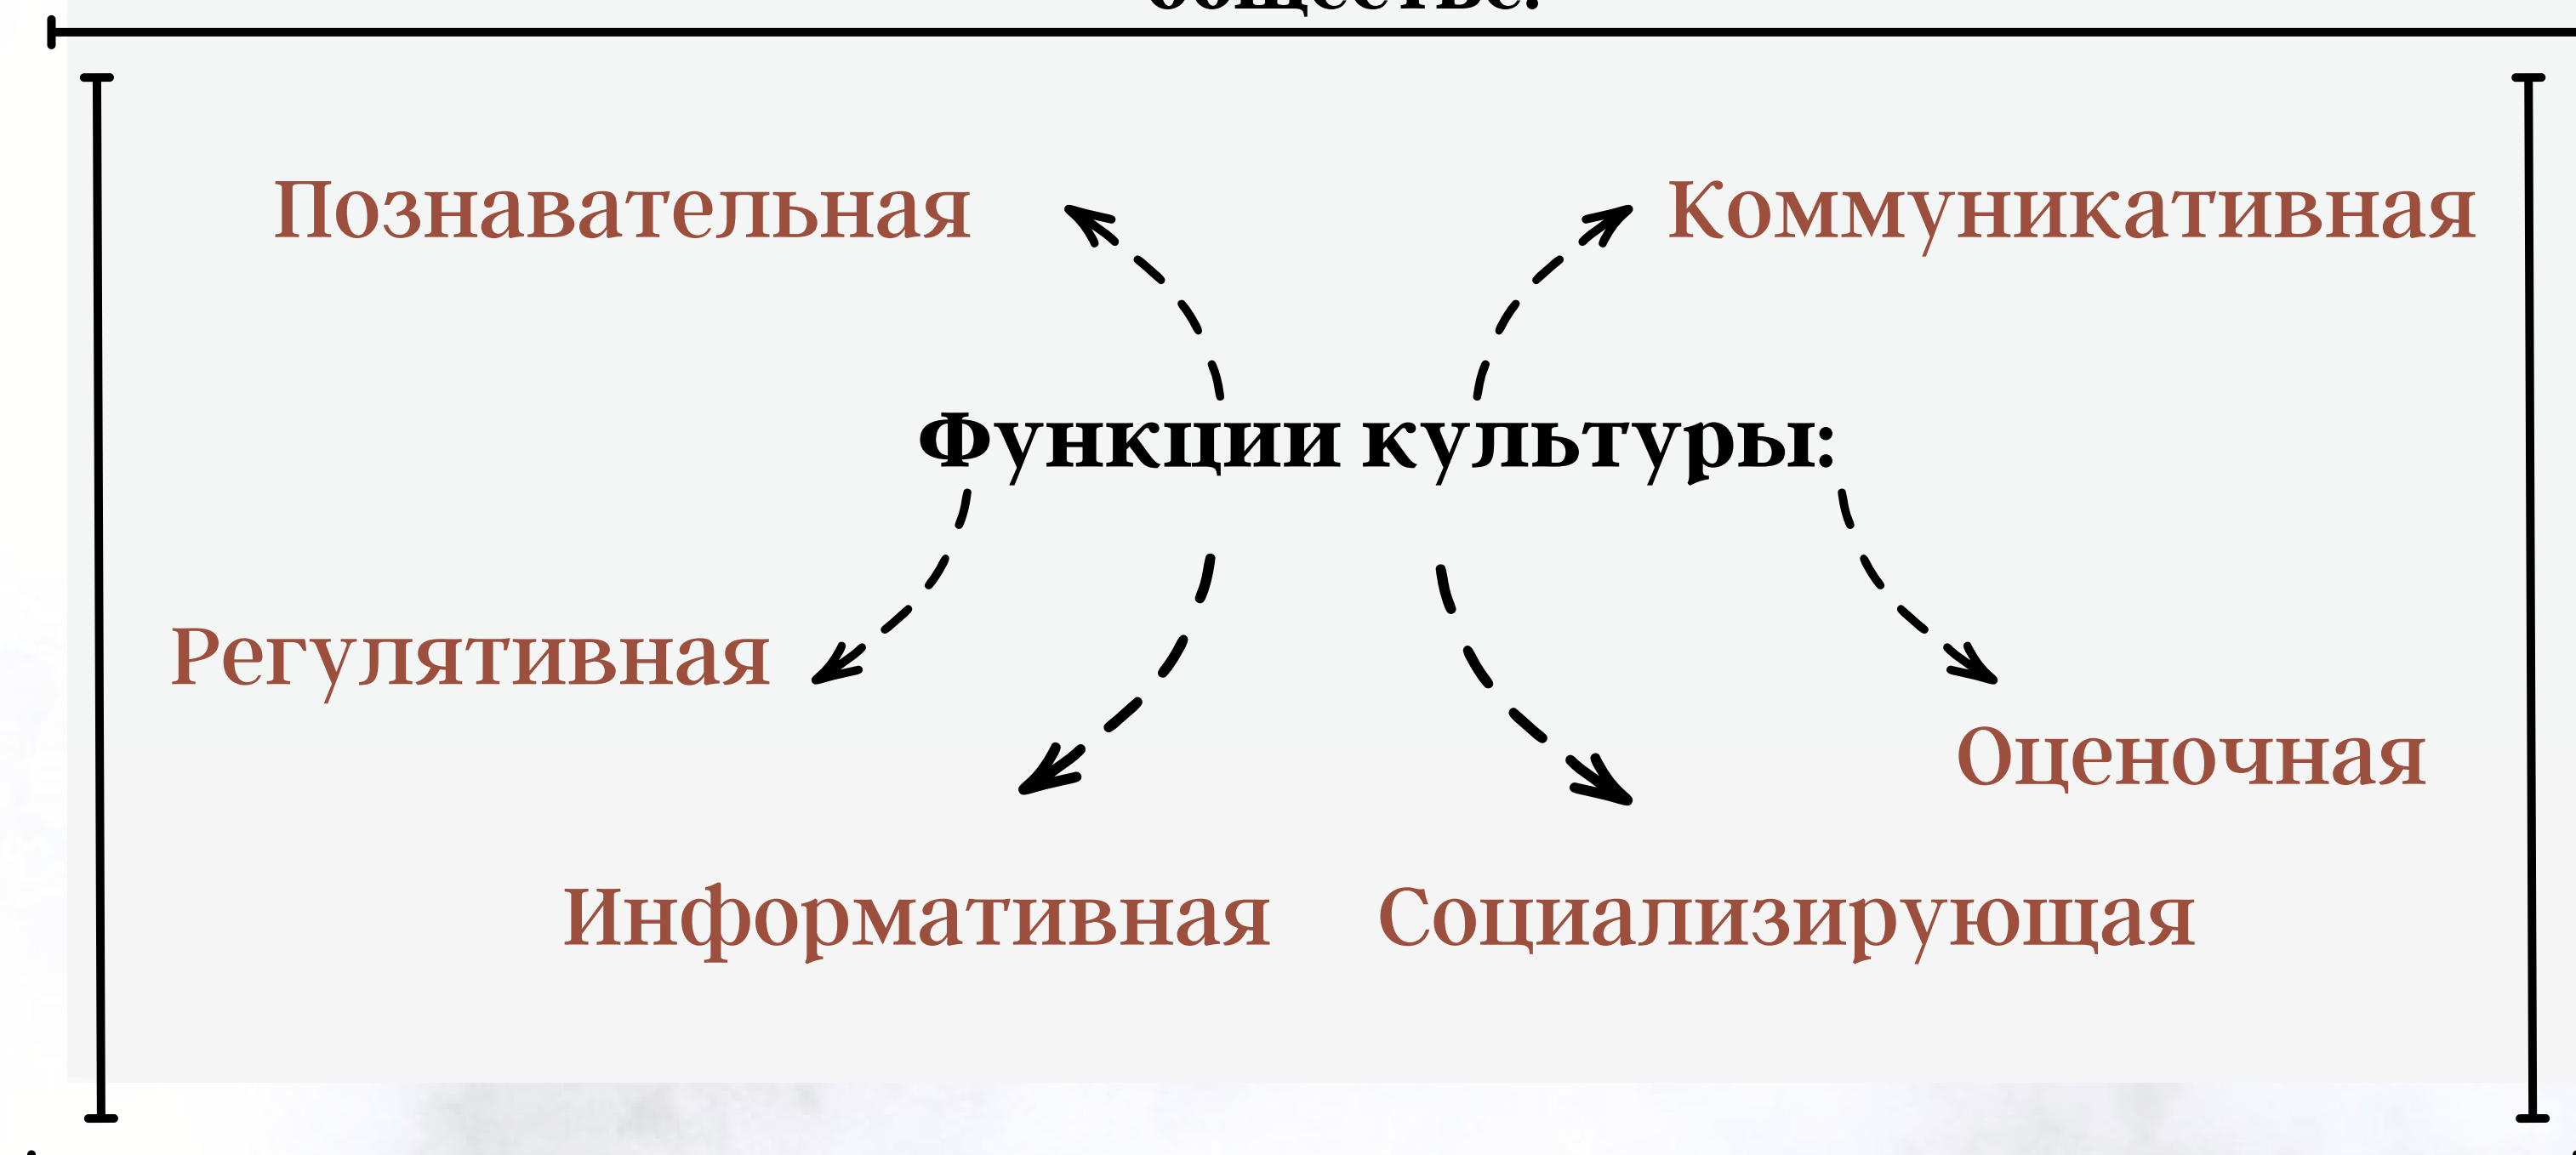 Познавательная
Коммуникативная
Функции культуры:
Регулятивная
Оценочная
Информативная
Социализирующая